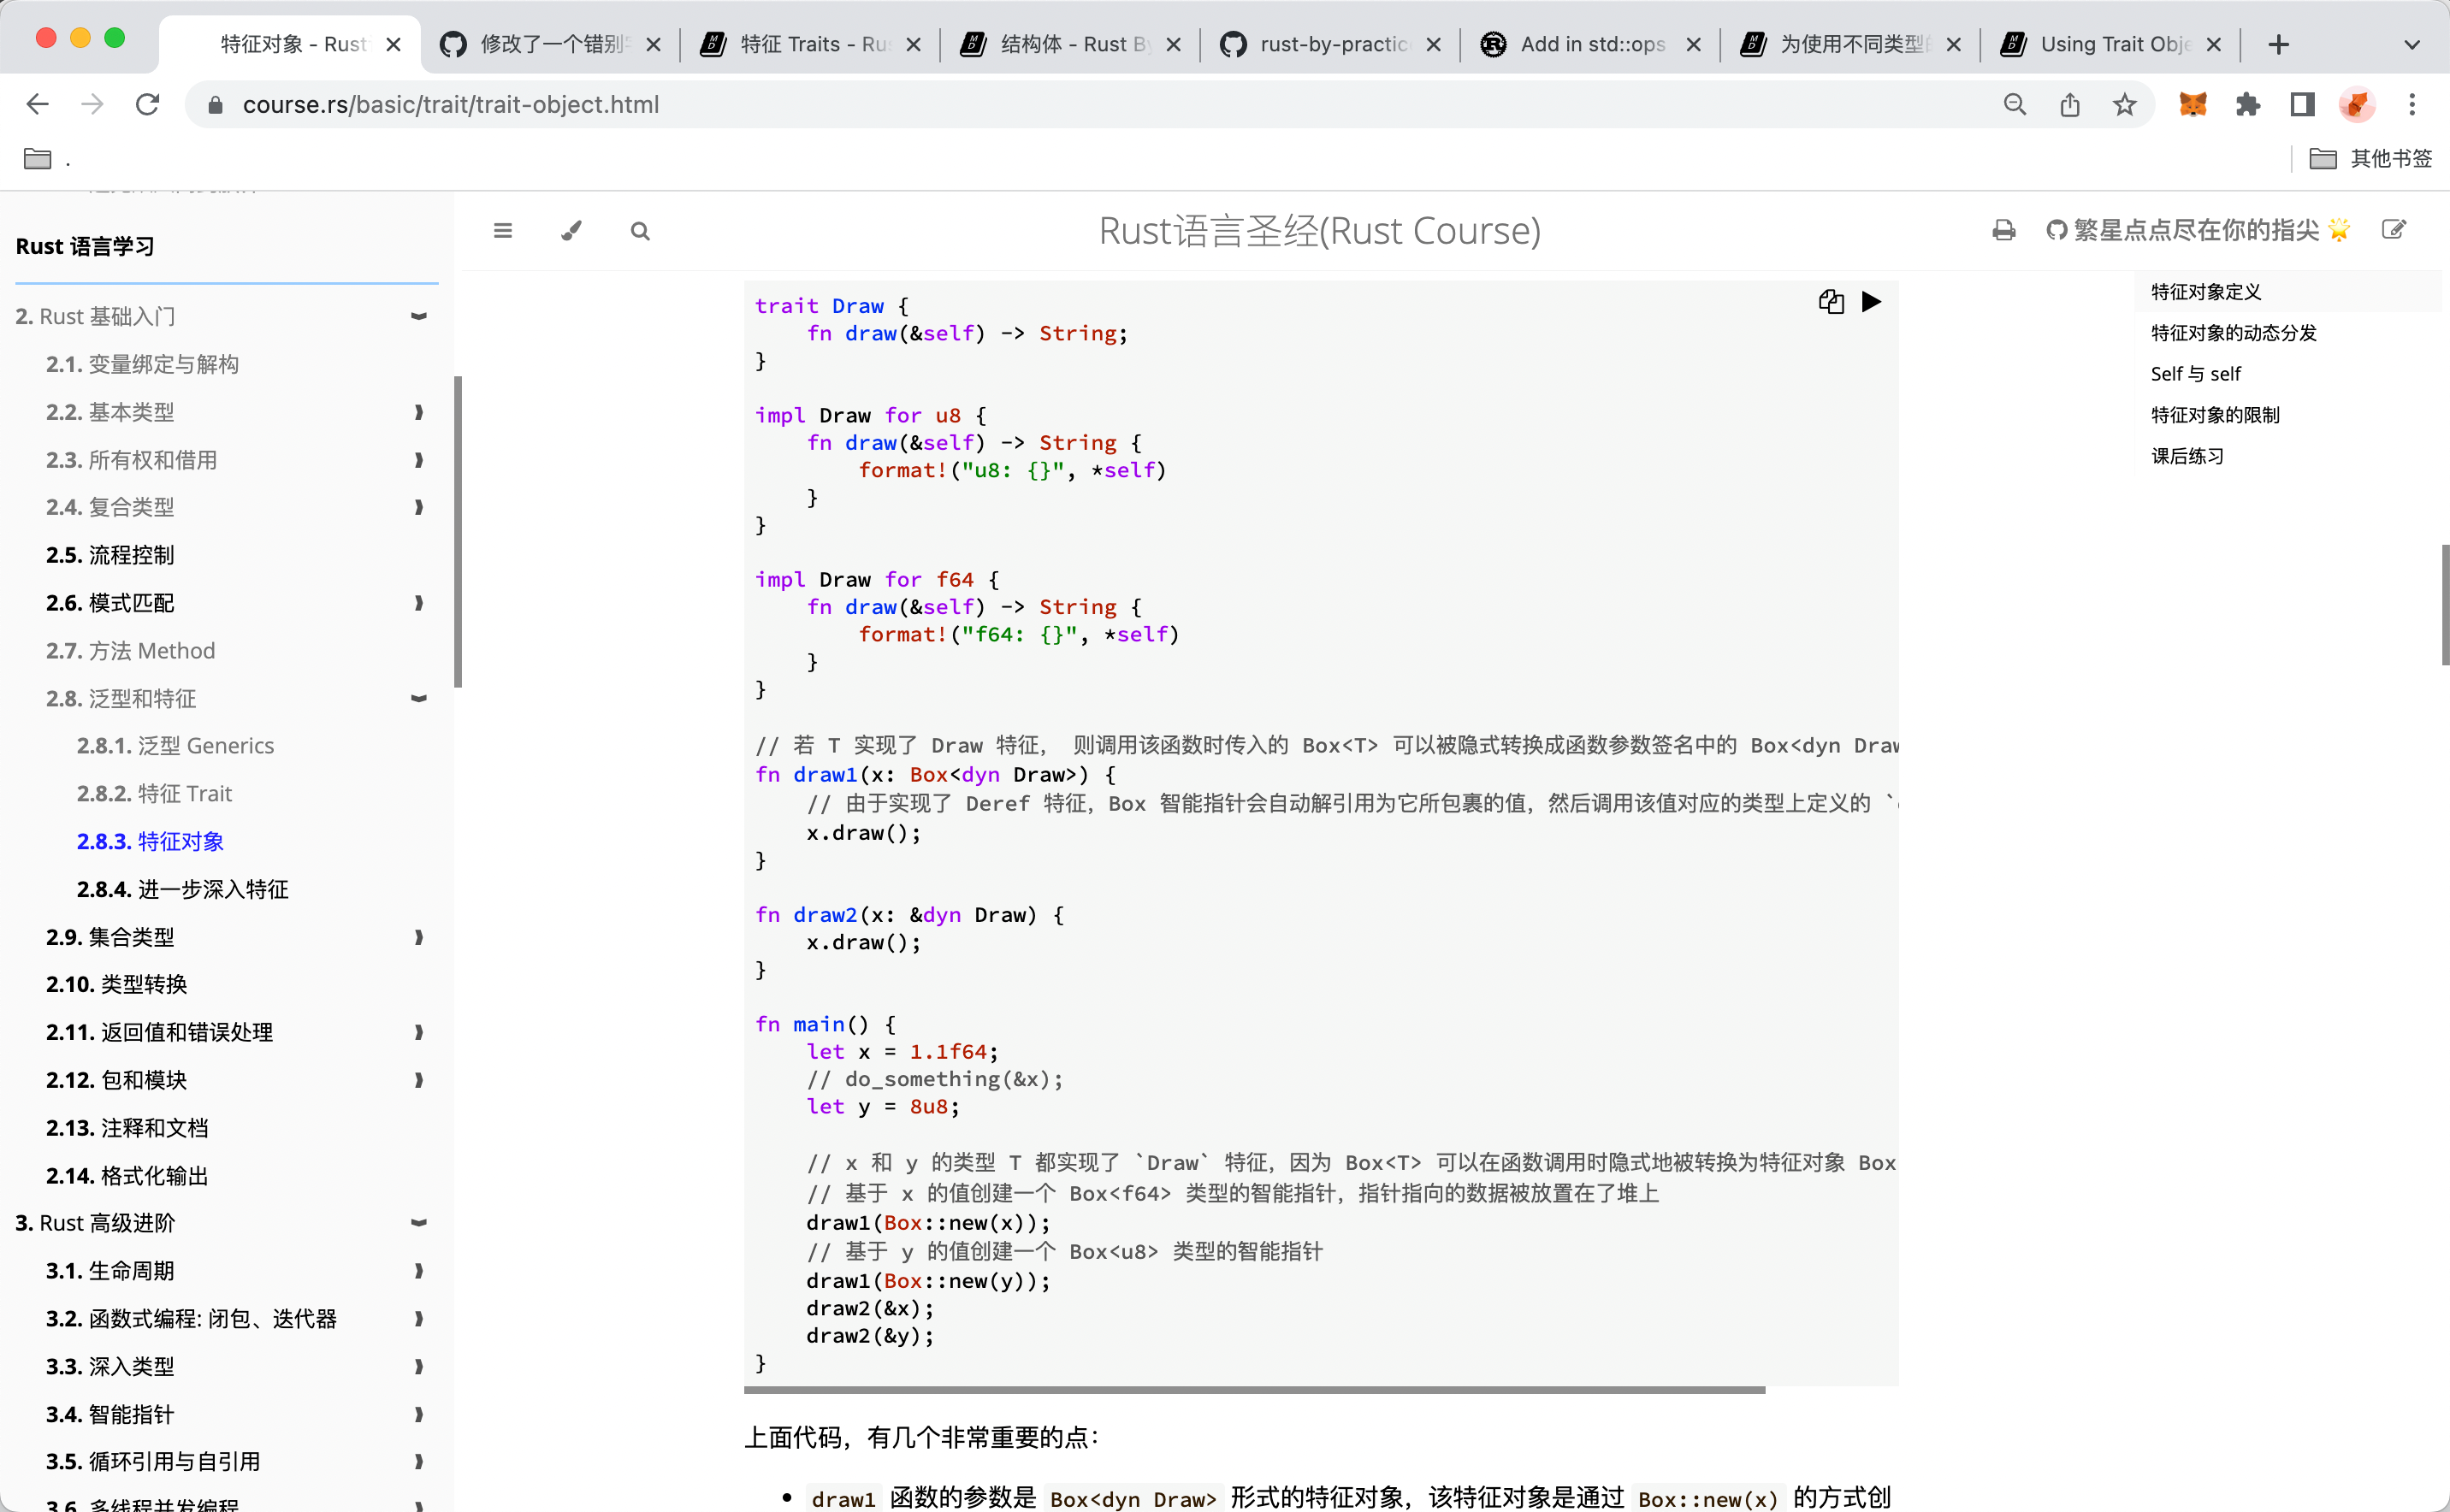 特征对象 - Rust
修改了一个错别
特征 Traits - Rus
结构体 - Rust By
rust-by-practic
Add in std::ops
为使用不同类型
Using Trait Obje
course.rs/basic/trait/trait-object.html
.
其他书签
Rust 语言学习
2. Rust 基础入门
2.1. 变量绑定与解构
2.2. 基本类型
2.3. 所有权和借用
2.4. 复合类型
2.5. 流程控制
2.6. 模式匹配
2.7. 方法 Method
2.8. 泛型和特征
2.8.1. 泛型 Generics
2.8.2. 特征 Trait
2.8.3. 特征对象
2.8.4. 进一步深入特征
2.9. 集合类型
2.10. 类型转换
2.11. 返回值和错误处理
2.12. 包和模块
2.13. 注释和文档
2.14. 格式化输出
3. Rust 高级进阶
3.1. 生命周期
3.2. 函数式编程: 闭包、迭代器
3.3. 深入类型
3.4. 智能指针
3.5. 循环引用与自引用
3.6. 多线程并发编程
Rust语言圣经(Rust Course)
繁星点点尽在你的指尖 🌟
trait Draw {
    fn draw(&self) -> String;
}

impl Draw for u8 {
    fn draw(&self) -> String {
        format!("u8: {}", *self)
    }
}

impl Draw for f64 {
    fn draw(&self) -> String {
        format!("f64: {}", *self)
    }
}

// 若 T 实现了 Draw 特征， 则调用该函数时传入的 Box<T> 可以被隐式转换成函数参数签名中的 Box<dyn Draw
fn draw1(x: Box<dyn Draw>) {
    // 由于实现了 Deref 特征，Box 智能指针会自动解引用为它所包裹的值，然后调用该值对应的类型上定义的 `
    x.draw();
}

fn draw2(x: &dyn Draw) {
    x.draw();
}

fn main() {
    let x = 1.1f64;
    // do_something(&x);
    let y = 8u8;

    // x 和 y 的类型 T 都实现了 `Draw` 特征，因为 Box<T> 可以在函数调用时隐式地被转换为特征对象 Box
    // 基于 x 的值创建一个 Box<f64> 类型的智能指针，指针指向的数据被放置在了堆上
    draw1(Box::new(x));
    // 基于 y 的值创建一个 Box<u8> 类型的智能指针
    draw1(Box::new(y));
    draw2(&x);
    draw2(&y);
}
上面代码，有几个非常重要的点：
• draw1 函数的参数是 Box<dyn Draw> 形式的特征对象，该特征对象是通过 Box::new(x) 的方式创
特征对象定义
特征对象的动态分发
Self 与 self
特征对象的限制
课后练习